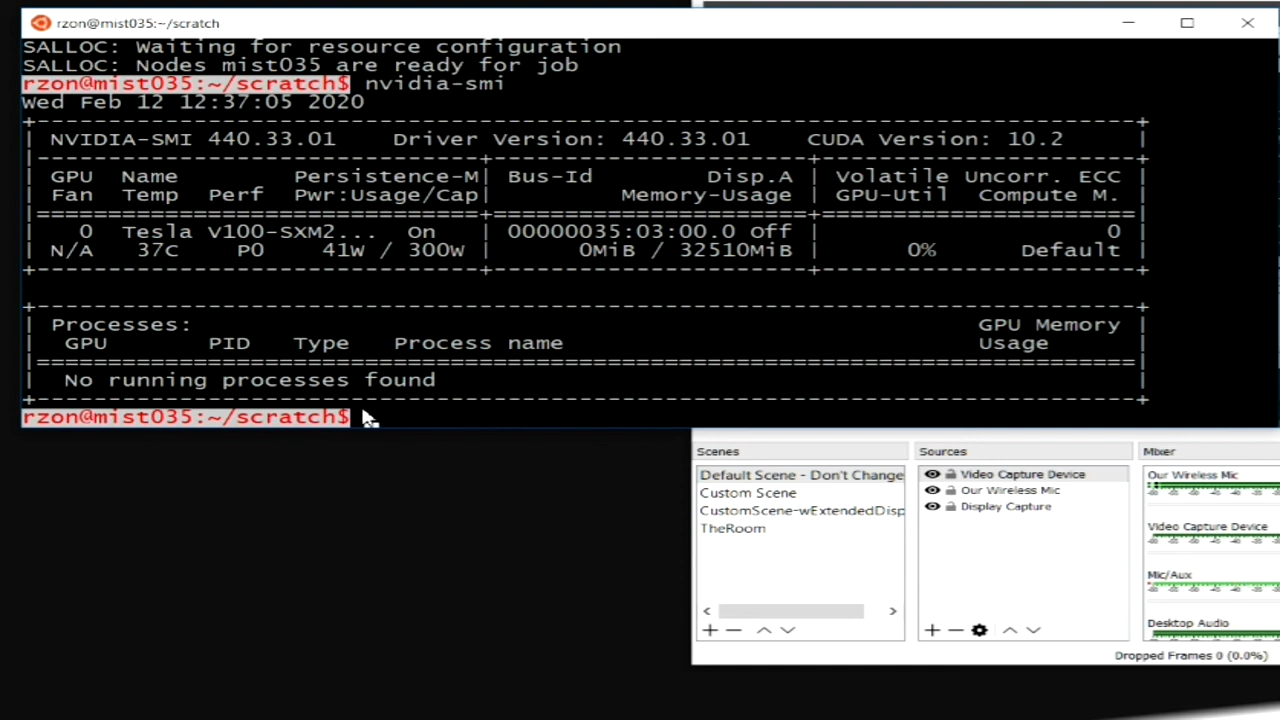 rzon@mist035:~/scratch
SALLOC: Waiting for resource configuration
SALLOC: Nodes mist035 are ready for job
rzon@mist035:~/scratch$ nvidia-smi
Wed Feb 12 12:37:05 2020
+-----------------------------------------------------------------------------+
| NVIDIA-SMI 440.33.01    Driver Version: 440.33.01    CUDA Version: 10.2     |
|-------------------------------+----------------------+----------------------+
| GPU  Name        Persistence-M| Bus-Id        Disp.A | Volatile Uncorr. ECC |
| Fan  Temp  Perf  Pwr:Usage/Cap|         Memory-Usage | GPU-Util  Compute M. |
|===============================+======================+======================|
|   0  Tesla V100-SXM2...  On   | 00000035:03:00.0 Off |                    0 |
| N/A   37C    P0    41W / 300W |      0MiB / 32510MiB |      0%      Default |
+-------------------------------+----------------------+----------------------+
+-----------------------------------------------------------------------------+
| Processes:                                                       GPU Memory |
|  GPU       PID   Type   Process name                             Usage      |
|=============================================================================|
|  No running processes found                                                 |
+-----------------------------------------------------------------------------+
rzon@mist035:~/scratch$
Scenes
Default Scene - Don't Change
Custom Scene
CustomScene-wExtendedDisp
TheRoom
Sources
Video Capture Device
Our Wireless Mic
Display Capture
Mixer
Our Wireless Mic
Video Capture Device
Mic/Aux
Desktop Audio
Dropped Frames 0 (0.0%)